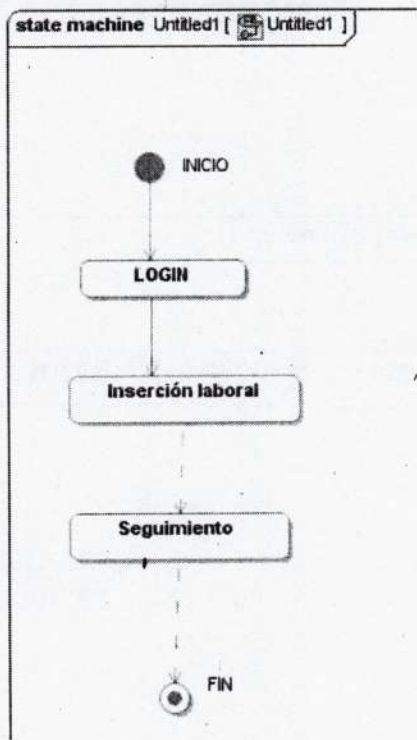 state machine Untitled1 [ Untitled1 ]
INICIO
LOGIN
Inserción laboral
Seguimiento
FIN